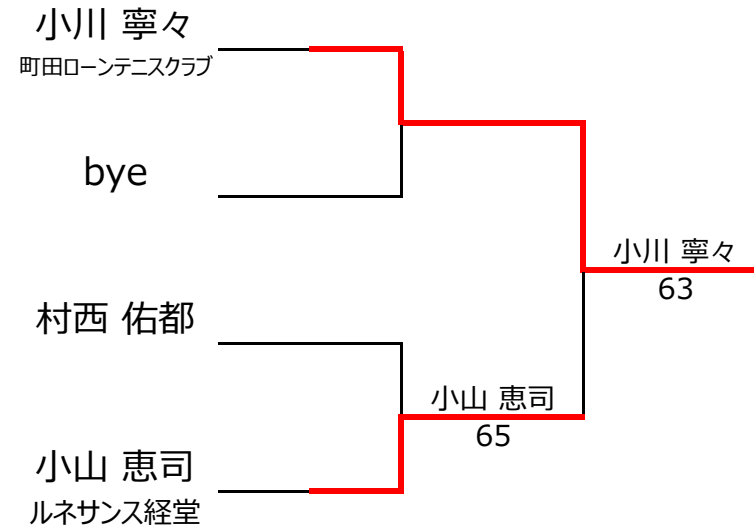 小川 寧々
町田ローンテニスクラブ
bye
小川 寧々
63
村西 佑都
小山 恵司
65
小山 恵司
ルネサンス経堂